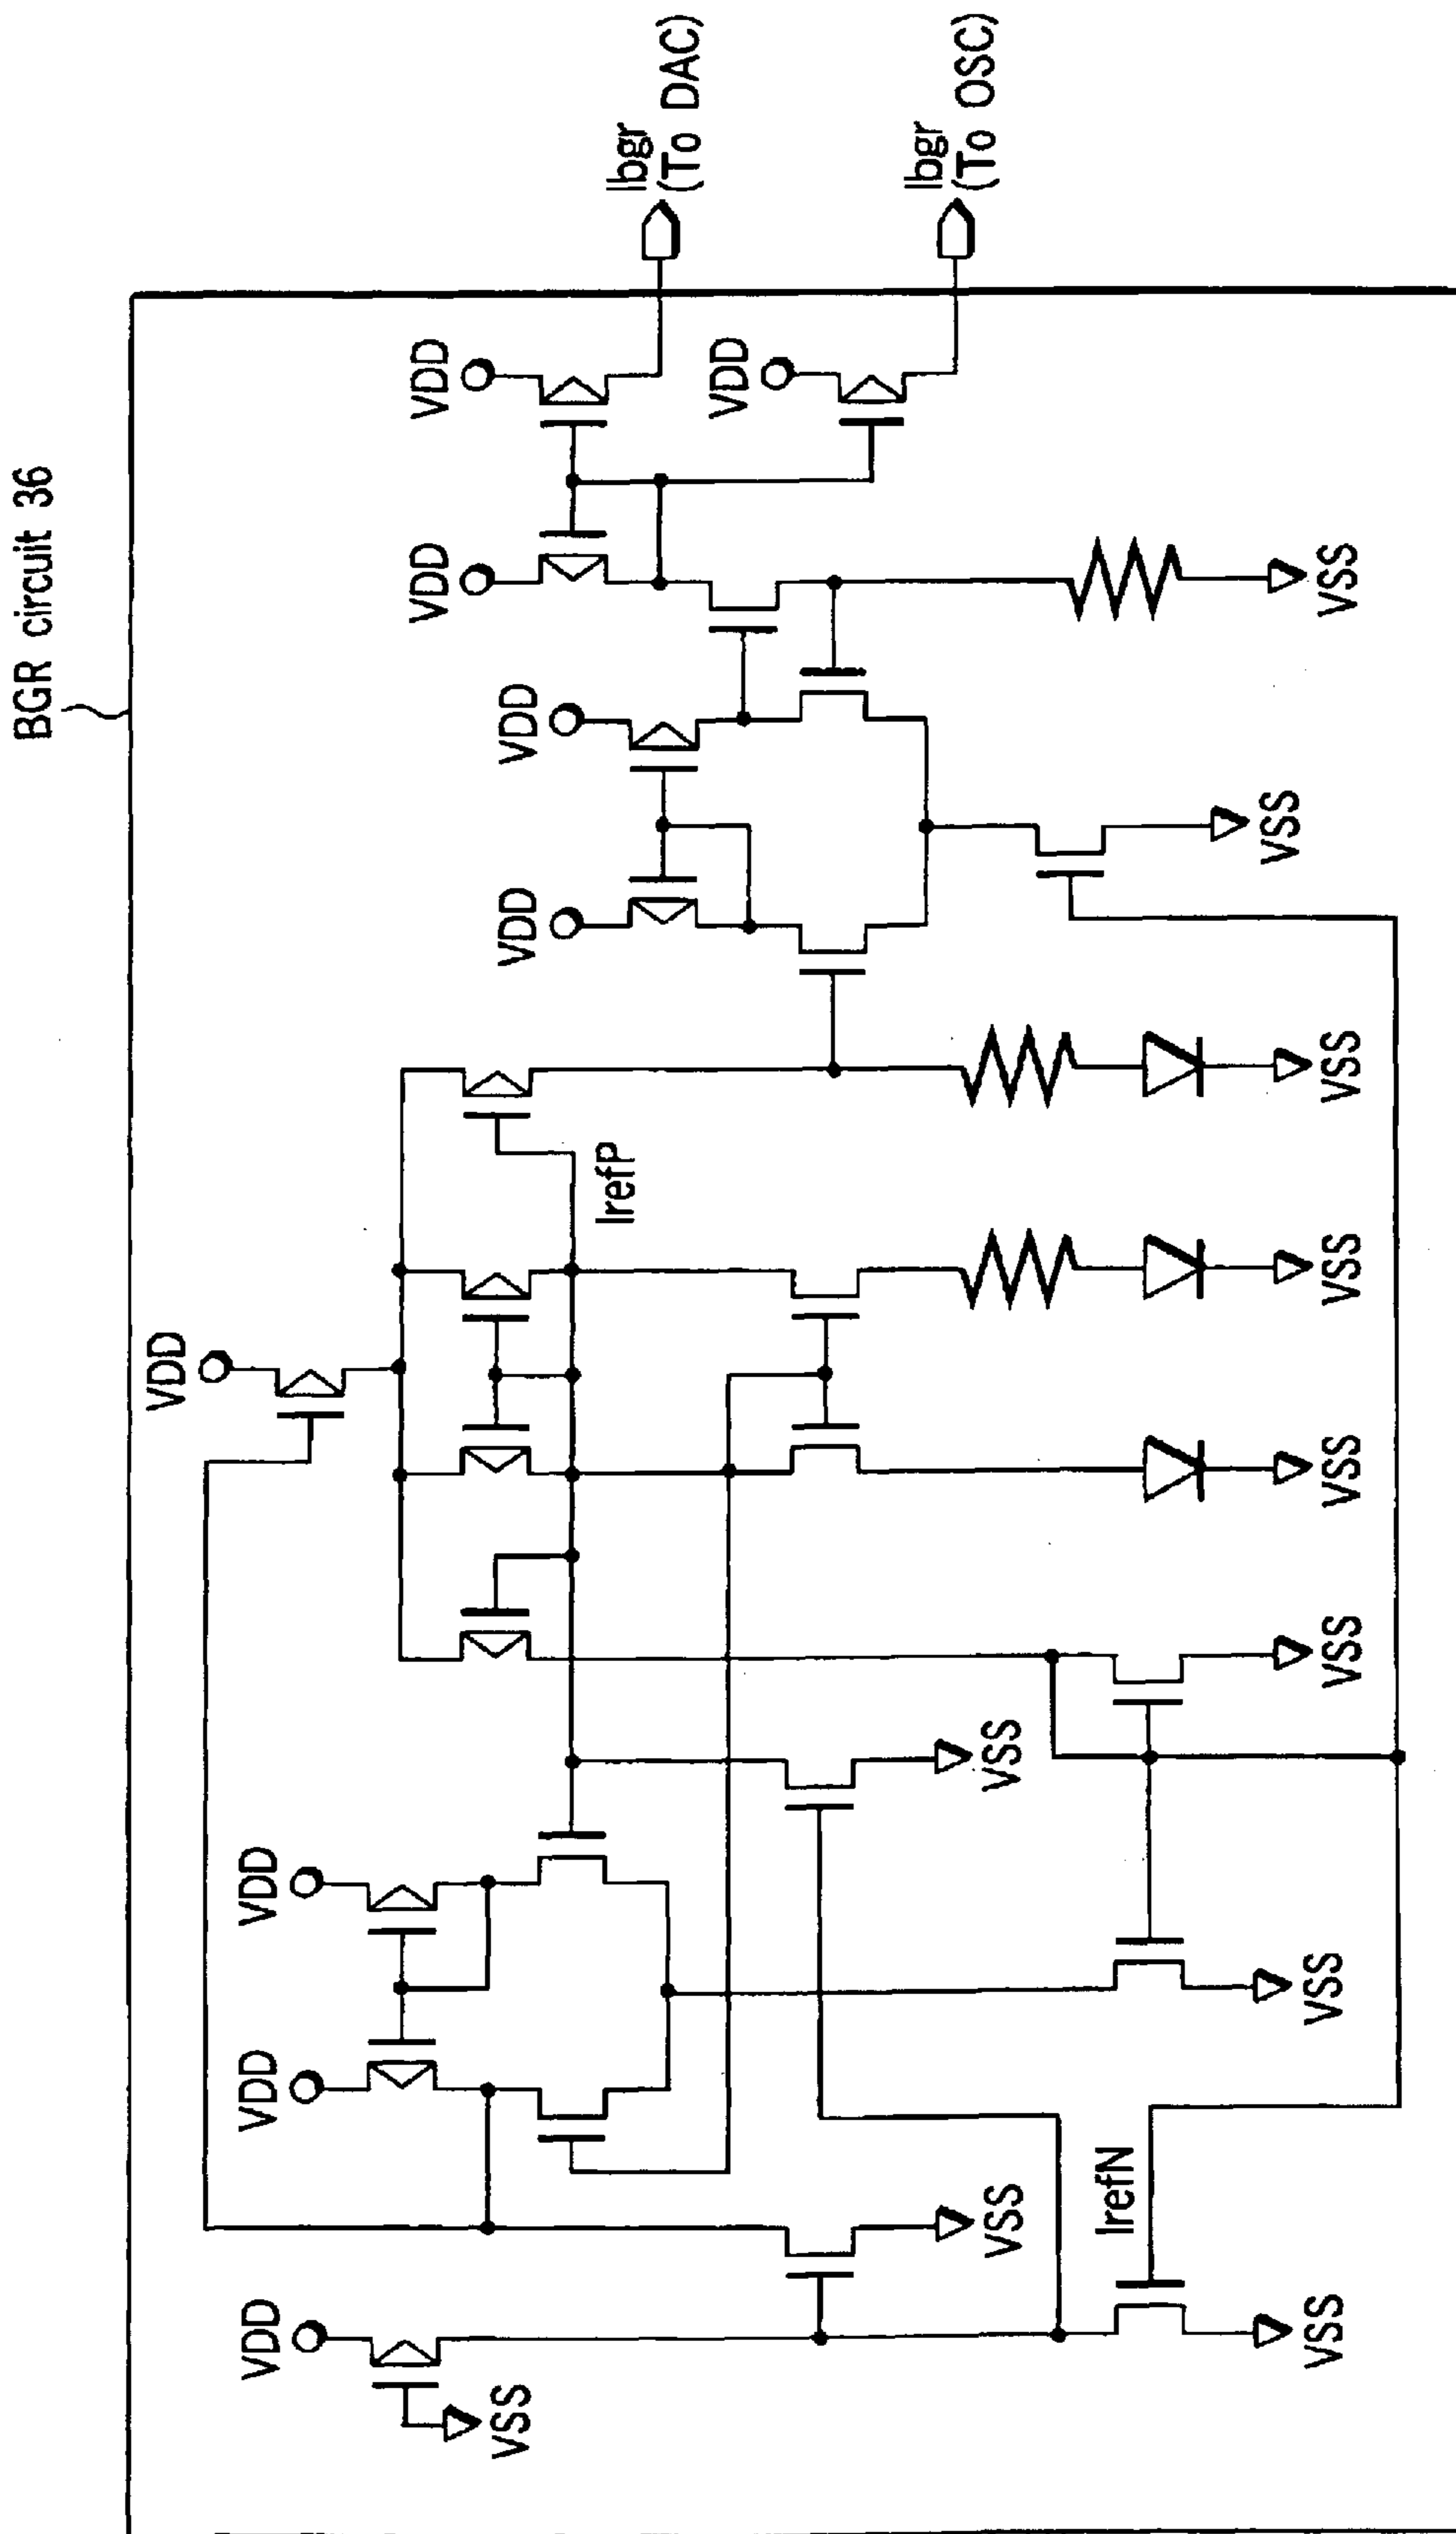 BGR circuit 36
VDD
VDD
VDD
VDD
VDD
VDD
VSS
VDD
VDD
IrefP
Ibgr
(To DAC)
VDD
Ibgr
(To OSC)
VSS
VSS
IrefN
VSS
VSS
VSS
VSS
VSS
VSS
VSS
VSS